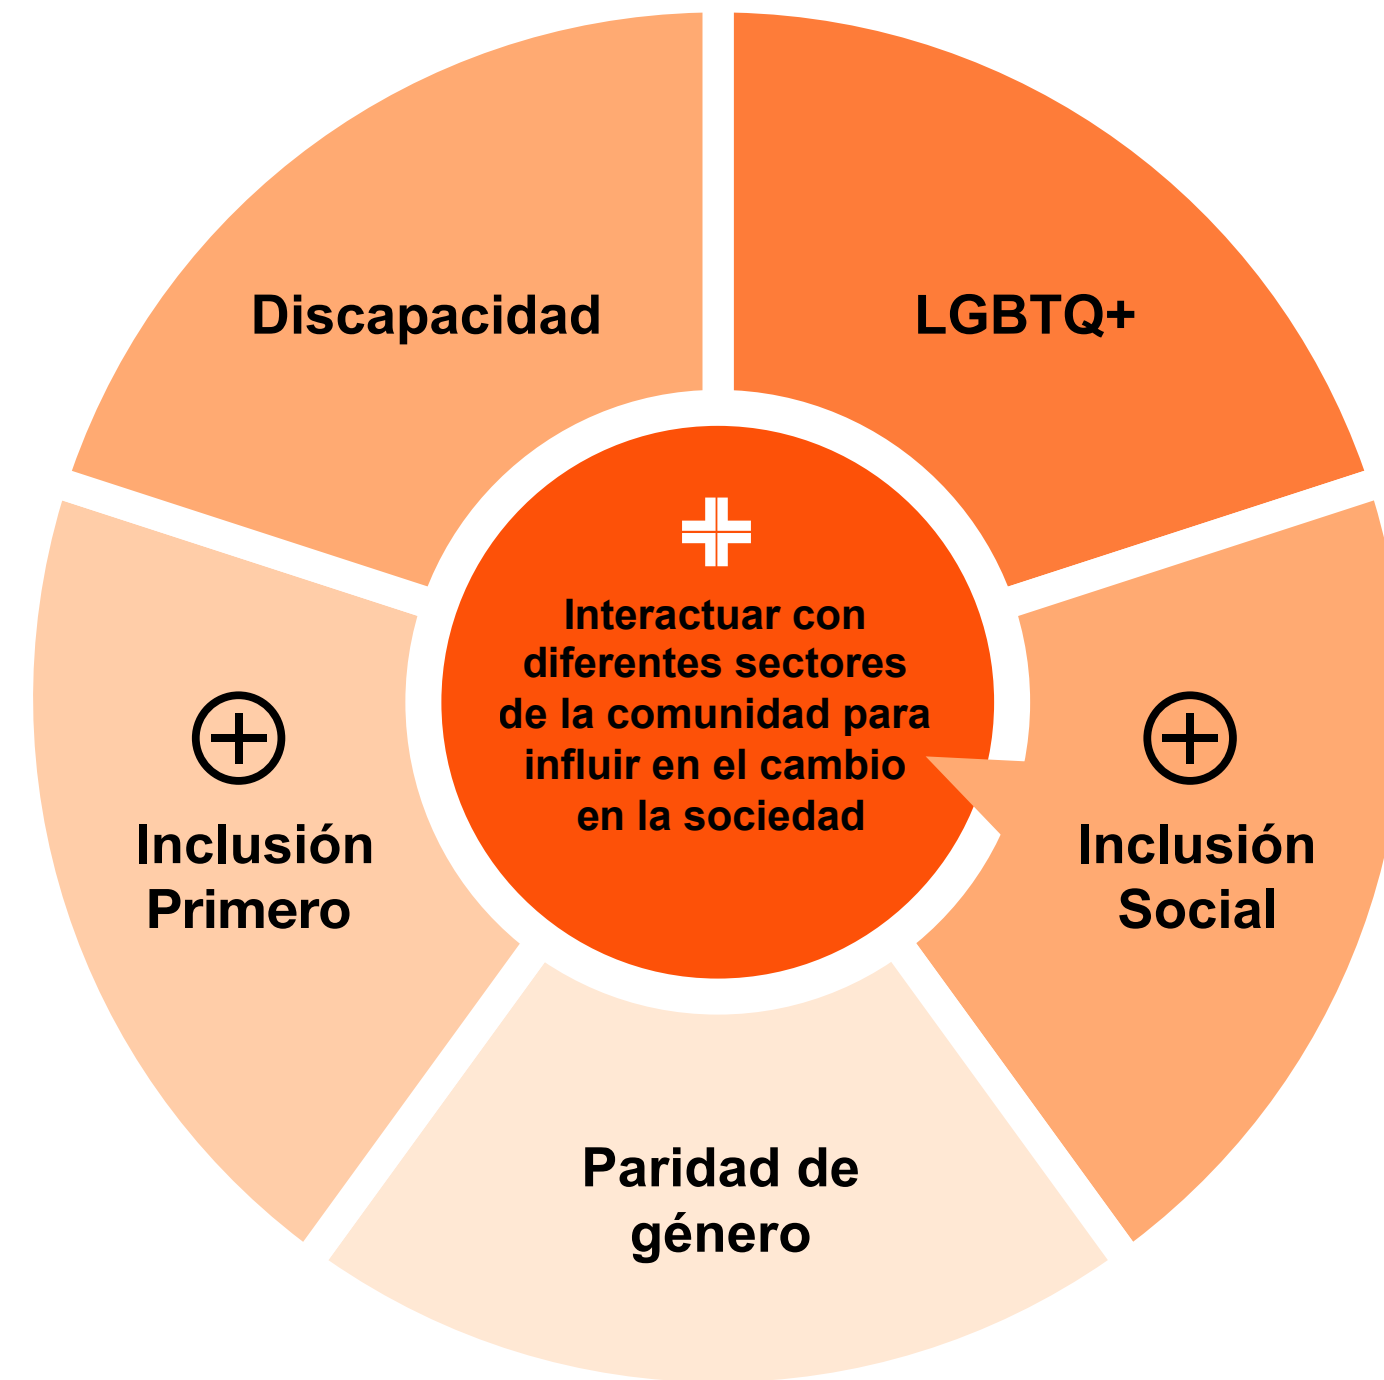 Discapacidad
LGBTQ+
Interactuar con
diferentes sectores
de la comunidad para
influir en el cambio
en la sociedad
Inclusión
Primero
Inclusión
Social
Paridad de
género